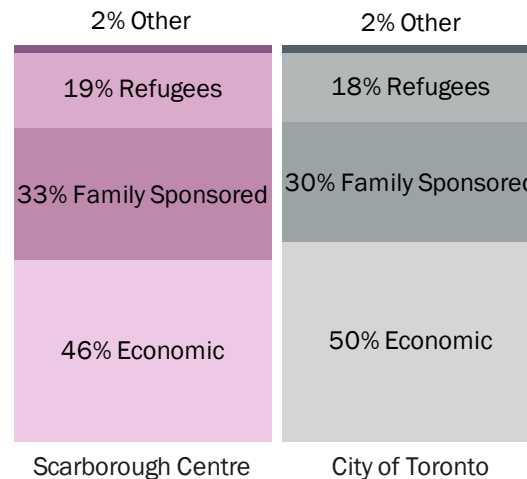 2% Other
19% Refugees
33% Family Sponsored
46% Economic
Scarborough Centre
2% Other
18% Refugees
30% Family Sponsored
50% Economic
City of Toronto